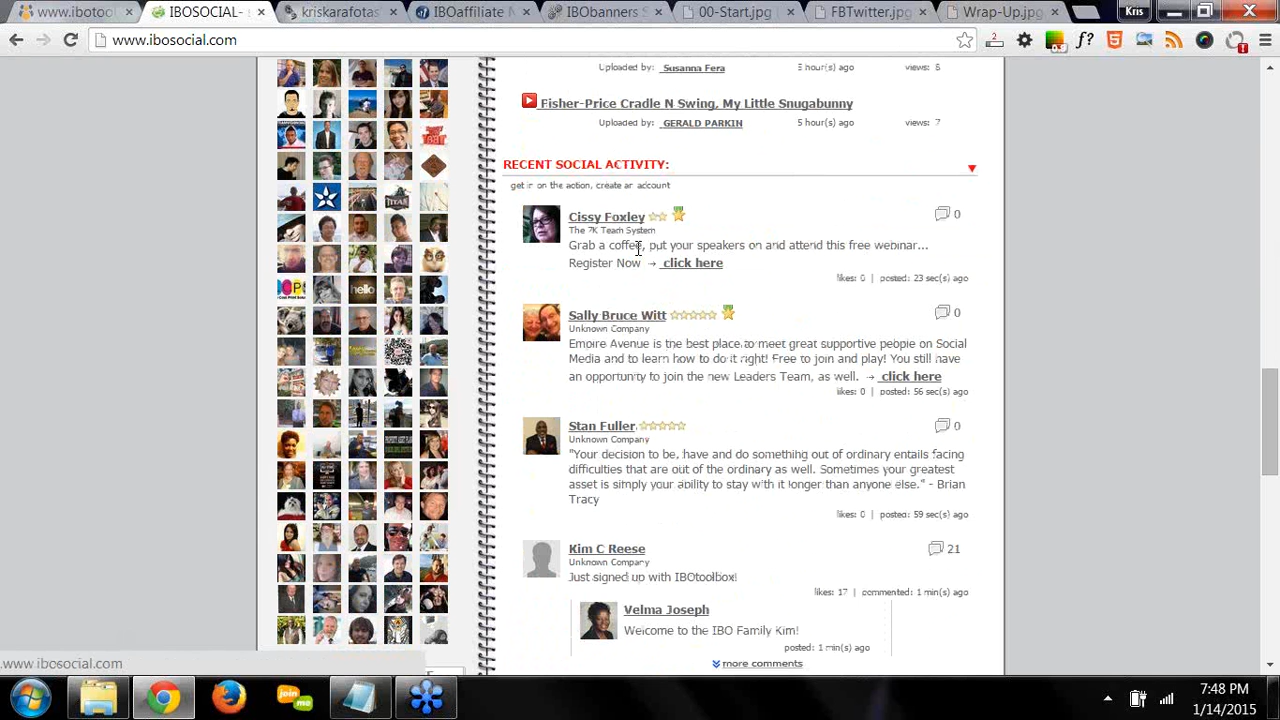 www.ibotoo
IBOSOCIAL-
kriskarafotas
IBOaffiliate N
IBObanners S
00-Start.jpg (
FBTwitter.jpg
Wrap-Up.jpg
Kris
www.ibosocial.com
2
Uploaded by: Susanna Fera 5 hour(s) ago views: 8
Fisher-Price Cradle N Swing, My Little Snugabunny
Uploaded by: GERALD PARKIN 5 hour(s) ago views: 7
RECENT SOCIAL ACTIVITY:
get in on the action, create an account
Cissy Foxley 0
The 7K Team System
Grab a coffee, put your speakers on and attend this free webinar...
Register Now → click here
likes: 0 | posted: 23 sec(s) ago
Sally Bruce Witt 0
Unknown Company
Empire Avenue is the best place to meet great supportive people on Social
Media and to learn how to do it right! Free to join and play! You still have
an opportunity to join the new Leaders Team, as well. → click here
likes: 0 | posted: 56 sec(s) ago
Stan Fuller 0
Unknown Company
"Your decision to be, have and do something out of ordinary entails facing
difficulties that are out of the ordinary as well. Sometimes your greatest
asset is simply your ability to stay with it longer than anyone else." - Brian
Tracy
likes: 0 | posted: 59 sec(s) ago
Kim C Reese 21
Unknown Company
Just signed up with IBOtoolbox!
likes: 17 | commented: 1 min(s) ago
Velma Joseph
Welcome to the IBO Family Kim!
posted: 1 min(s) ago
more comments
hello
TITAN
www.ibosocial.com
join me
7:48 PM
1/14/2015